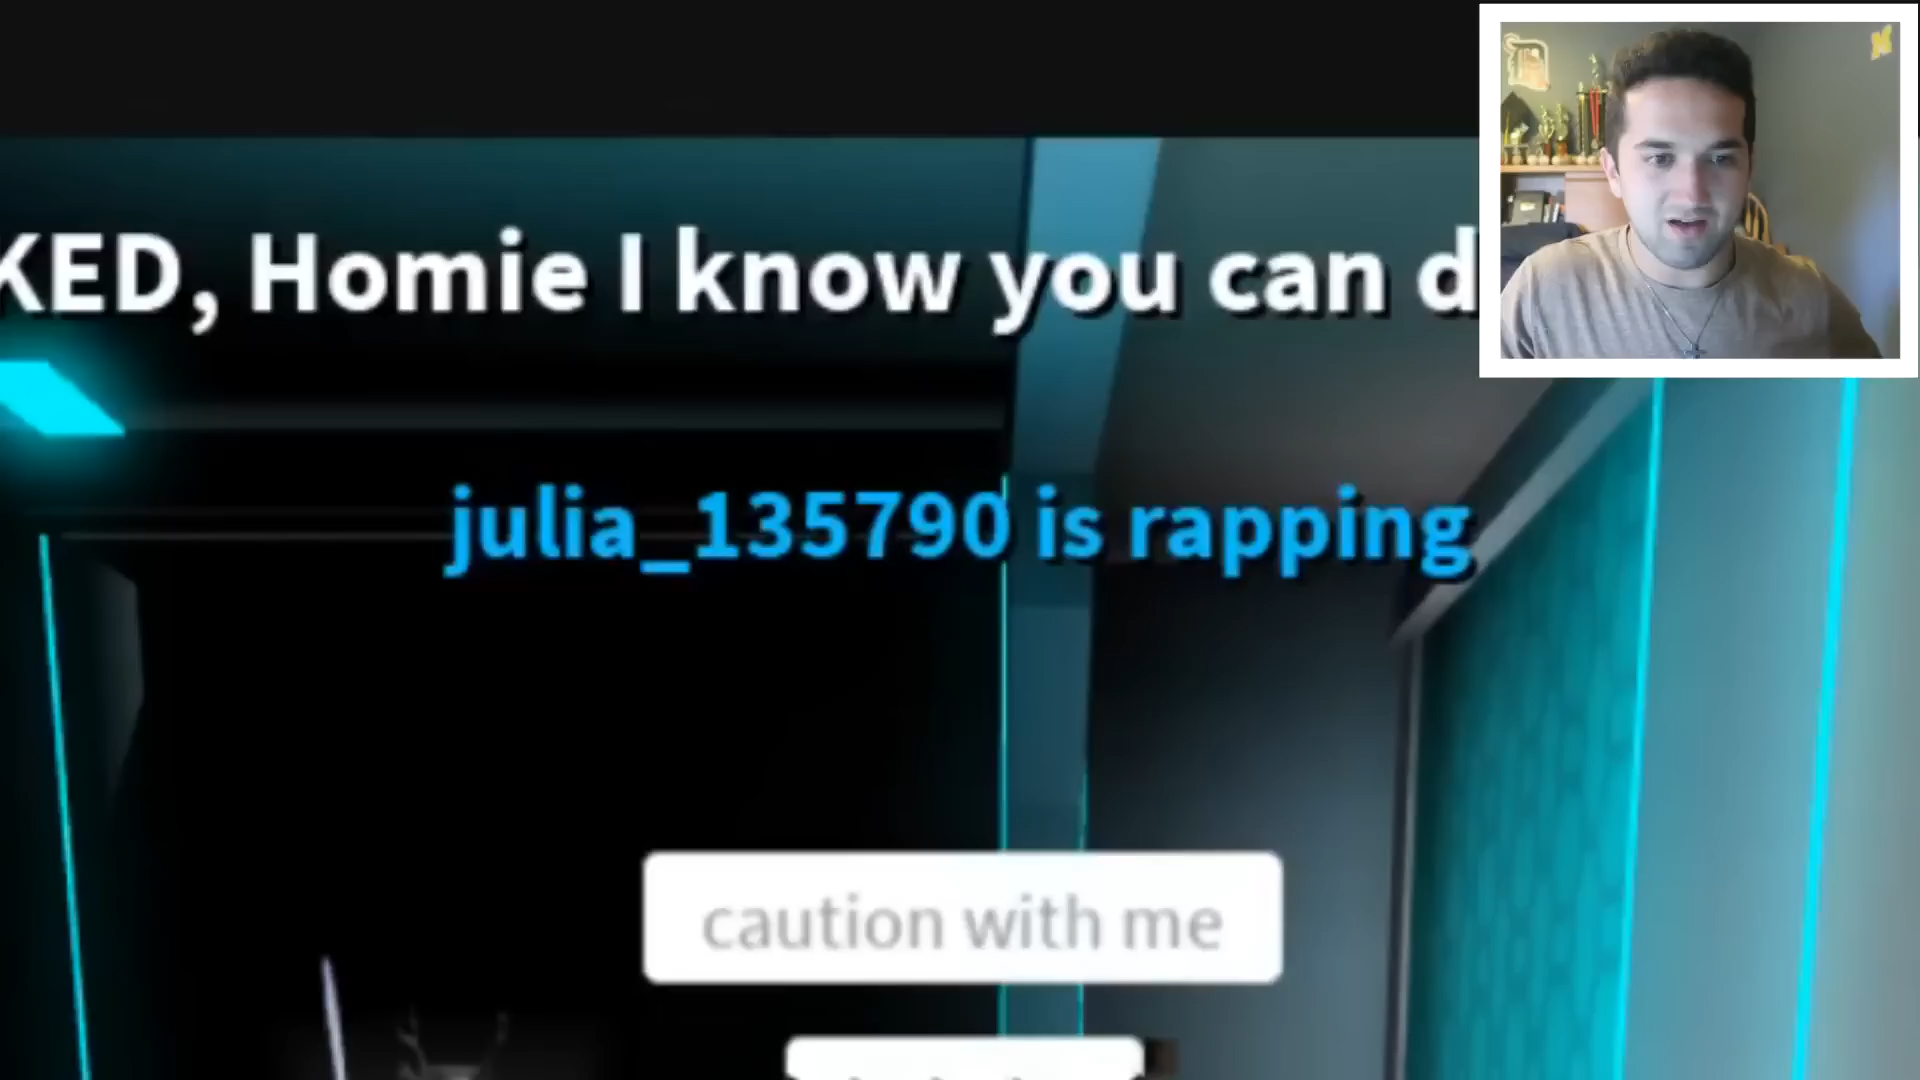 KED, Homie I know you can d
julia_135790 is rapping
caution with me